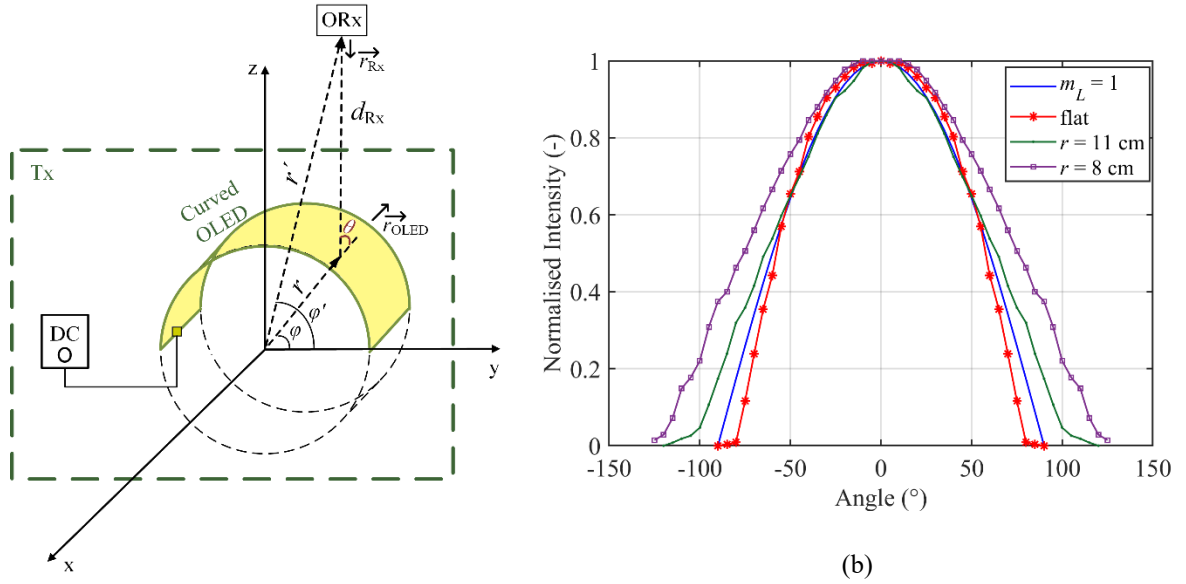 ORx
r_Rx
z
d_Rx
Tx
r'
Curved
OLED
θ
r_OLED
r
φ'
φ
DC
y
x
Normalised Intensity (-)
1
0.8
0.6
0.4
0.2
0
-150 -100 -50 0 50 100 150
Angle (°)
m_L = 1
flat
r = 11 cm
r = 8 cm
(b)